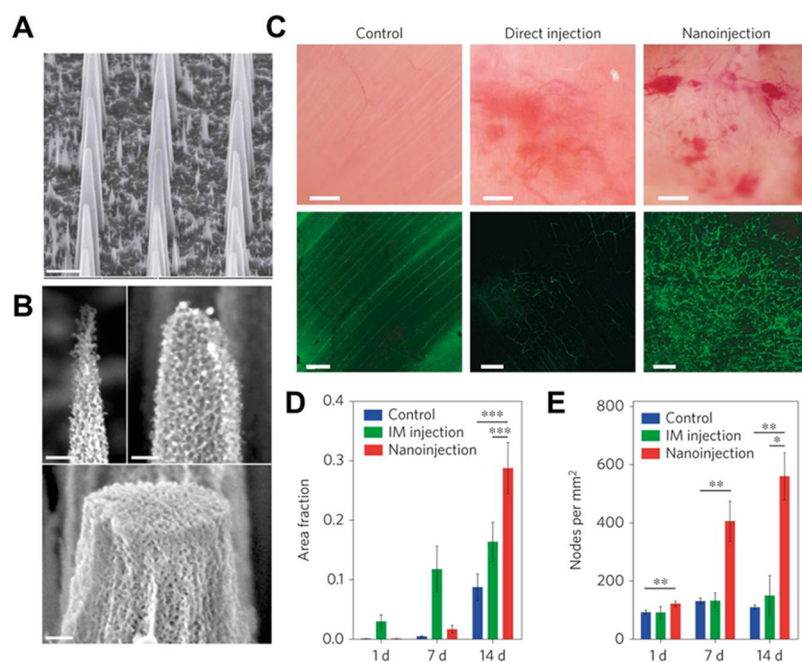 A
B
C
Control
Direct injection
Nanoinjection
D
0.4
0.3
0.2
0.1
0.0
Area fraction
Control
IM injection
Nanoinjection
***
***
1 d
7 d
14 d
E
800
600
400
200
0
Nodes per mm²
Control
IM injection
Nanoinjection
**
**
**
*
1 d
7 d
14 d